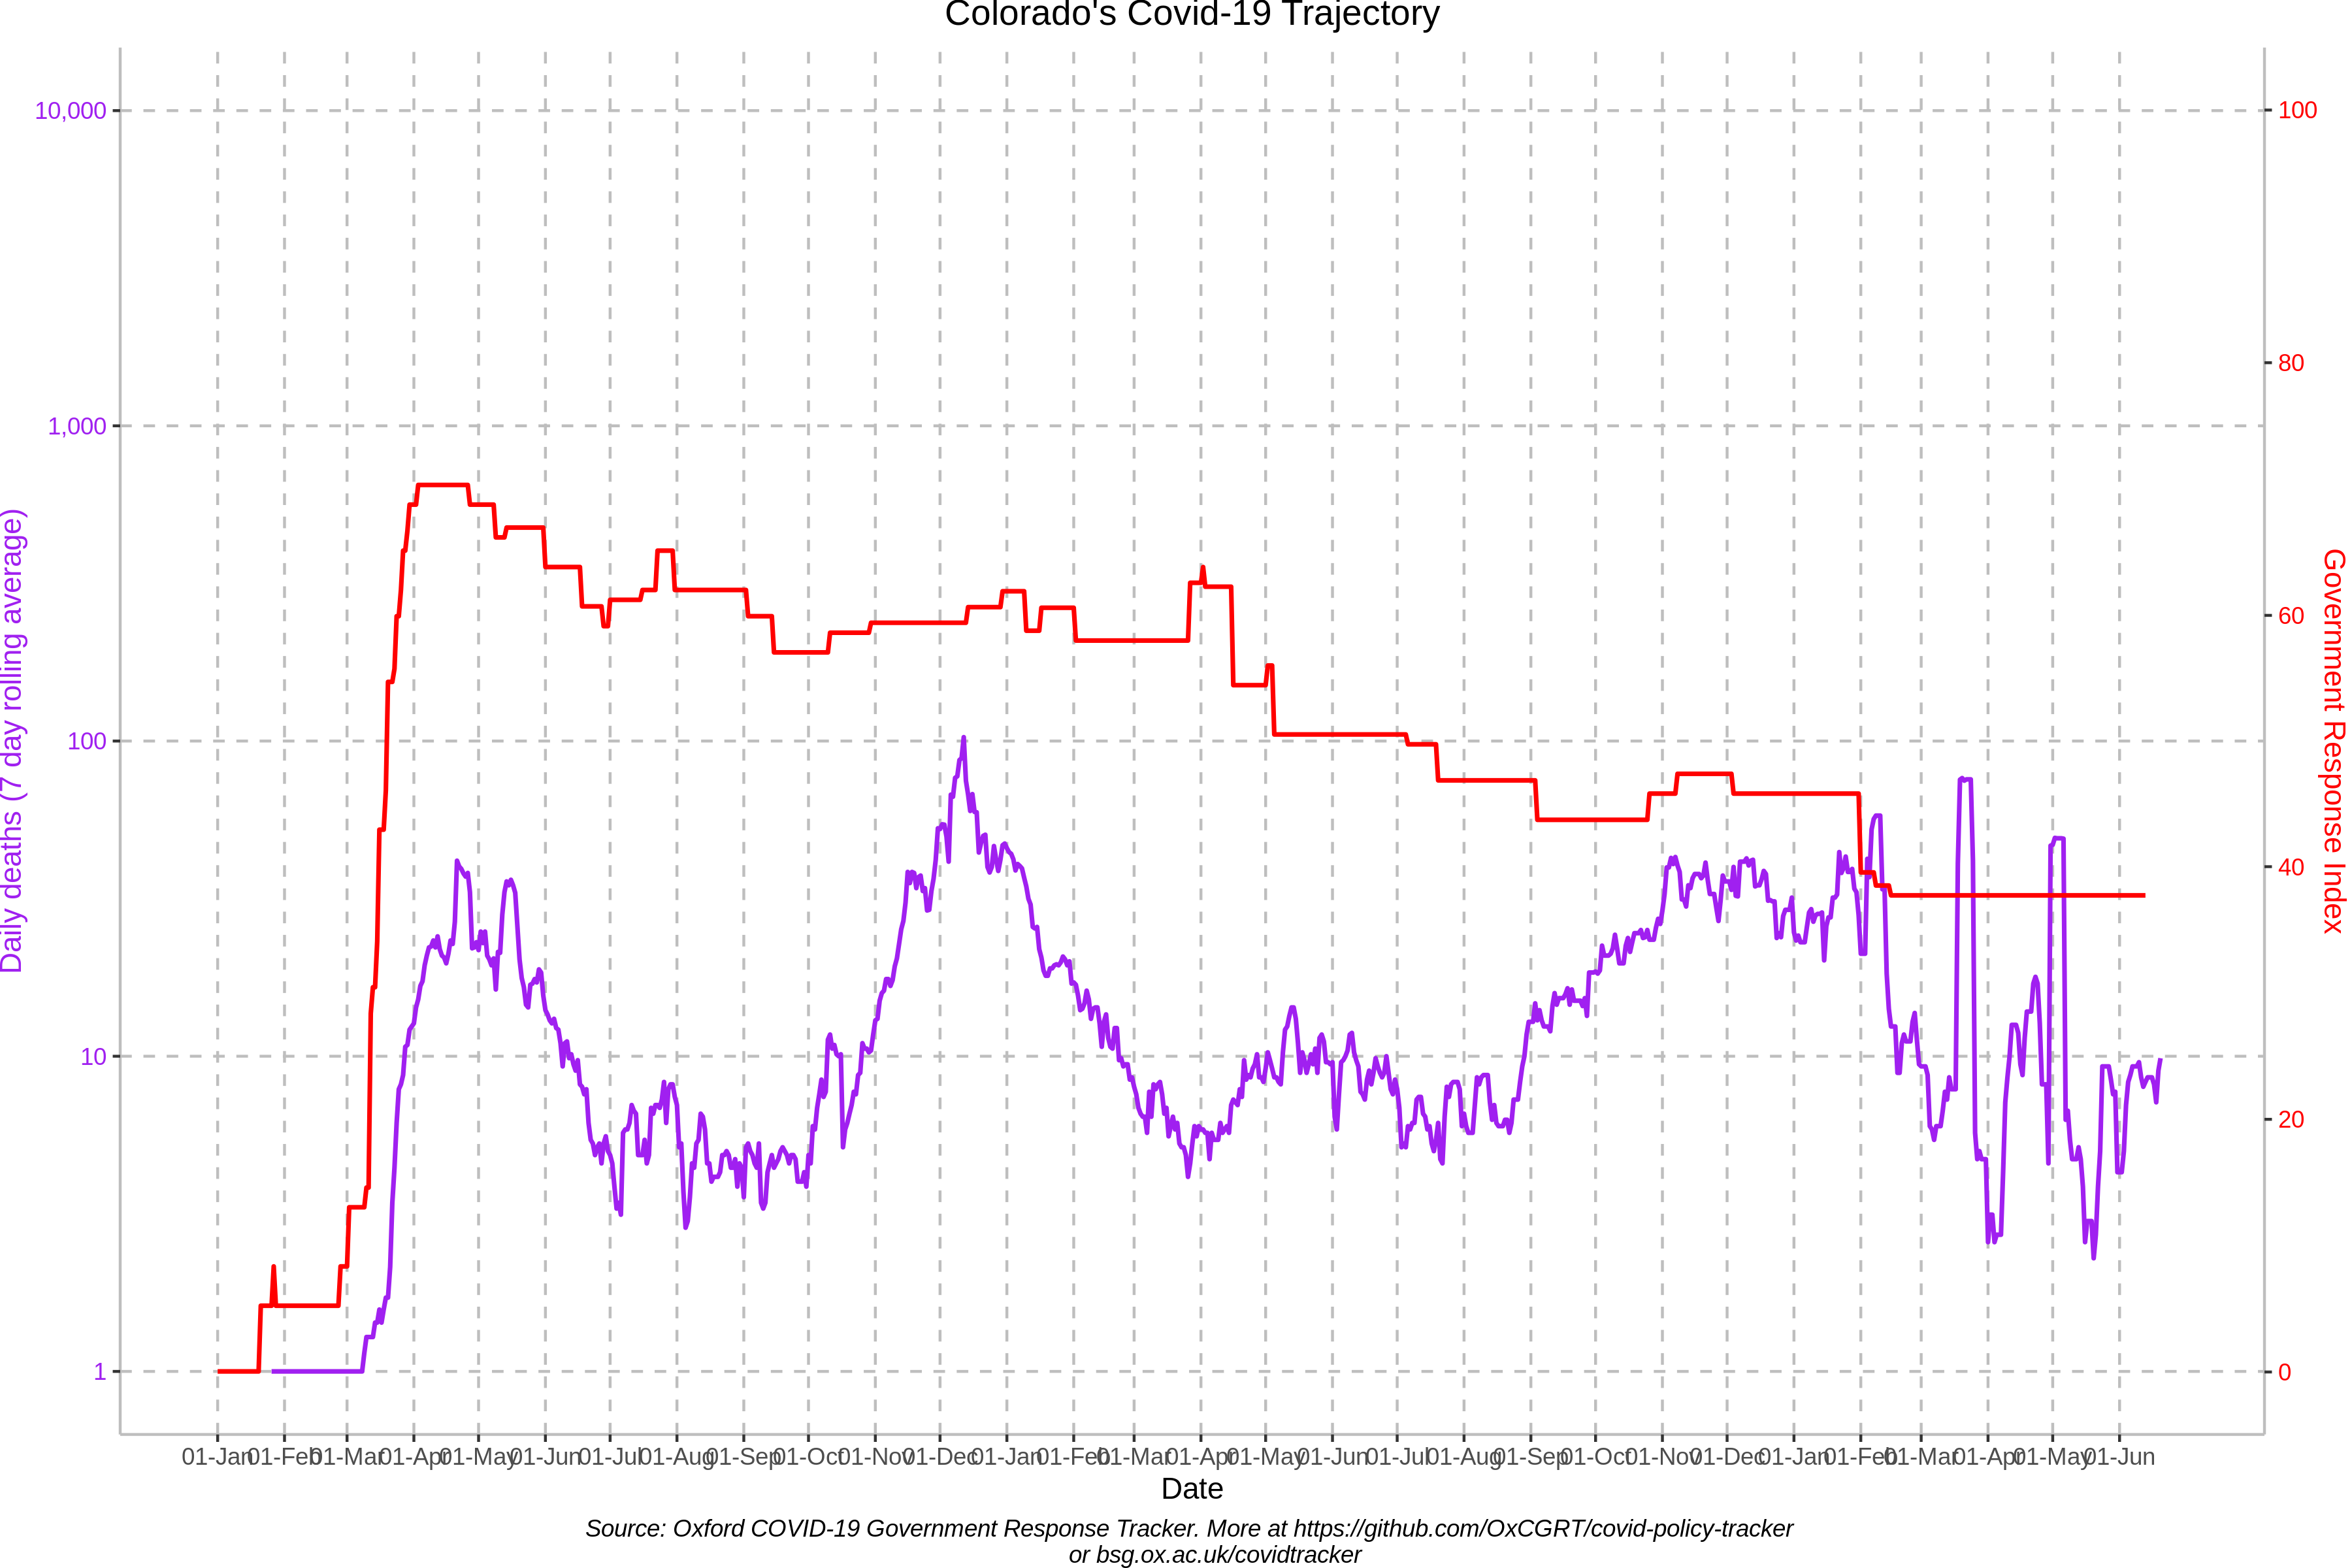 Colorado's Covid-19 Trajectory
10,000
1,000
100
10
1
Daily deaths (7 day rolling average)
100
80
60
40
20
0
Government Response Index
01-Jan 01-Feb 01-Mar 01-Apr 01-May 01-Jun 01-Jul 01-Aug 01-Sep 01-Oct 01-Nov 01-Dec 01-Jan 01-Feb 01-Mar 01-Apr 01-May 01-Jun 01-Jul 01-Aug 01-Sep 01-Oct 01-Nov 01-Dec 01-Jan 01-Feb 01-Mar 01-Apr 01-May 01-Jun
Date
Source: Oxford COVID-19 Government Response Tracker. More at https://github.com/OxCGRT/covid-policy-tracker
or bsg.ox.ac.uk/covidtracker